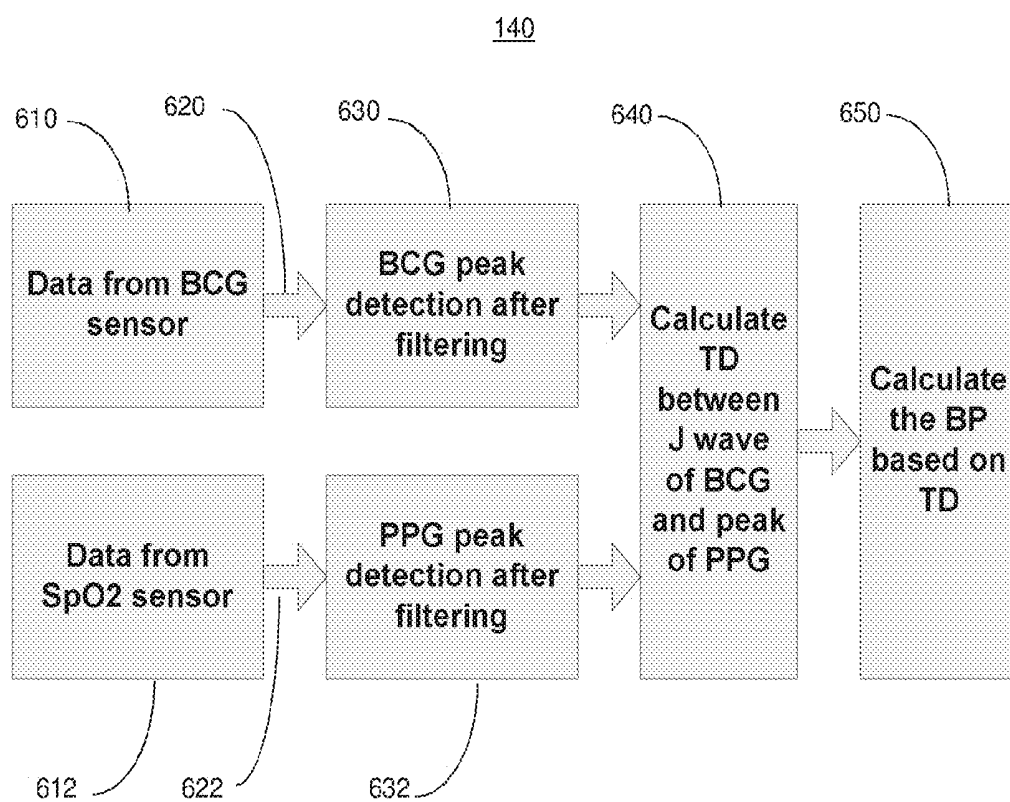 140
610
620
630
640
650
Data from BCG
sensor
BCG peak
detection after
filtering
Calculate
TD
between
J wave
of BCG
and peak
of PPG
Calculate
the BP
based on
TD
Data from
SpO2 sensor
PPG peak
detection after
filtering
612
622
632